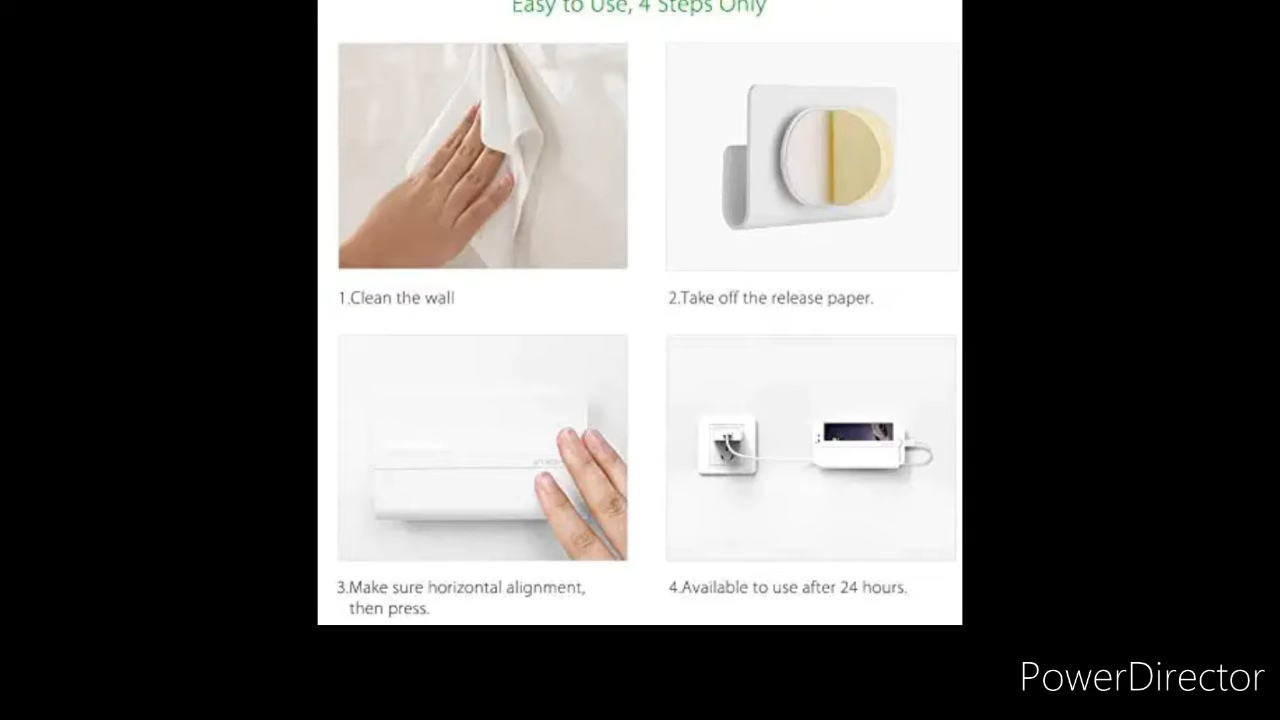 Easy to Use, 4 Steps Only
1.Clean the wall
2.Take off the release paper.
3.Make sure horizontal alignment,
then press.
4.Available to use after 24 hours.
PowerDirector